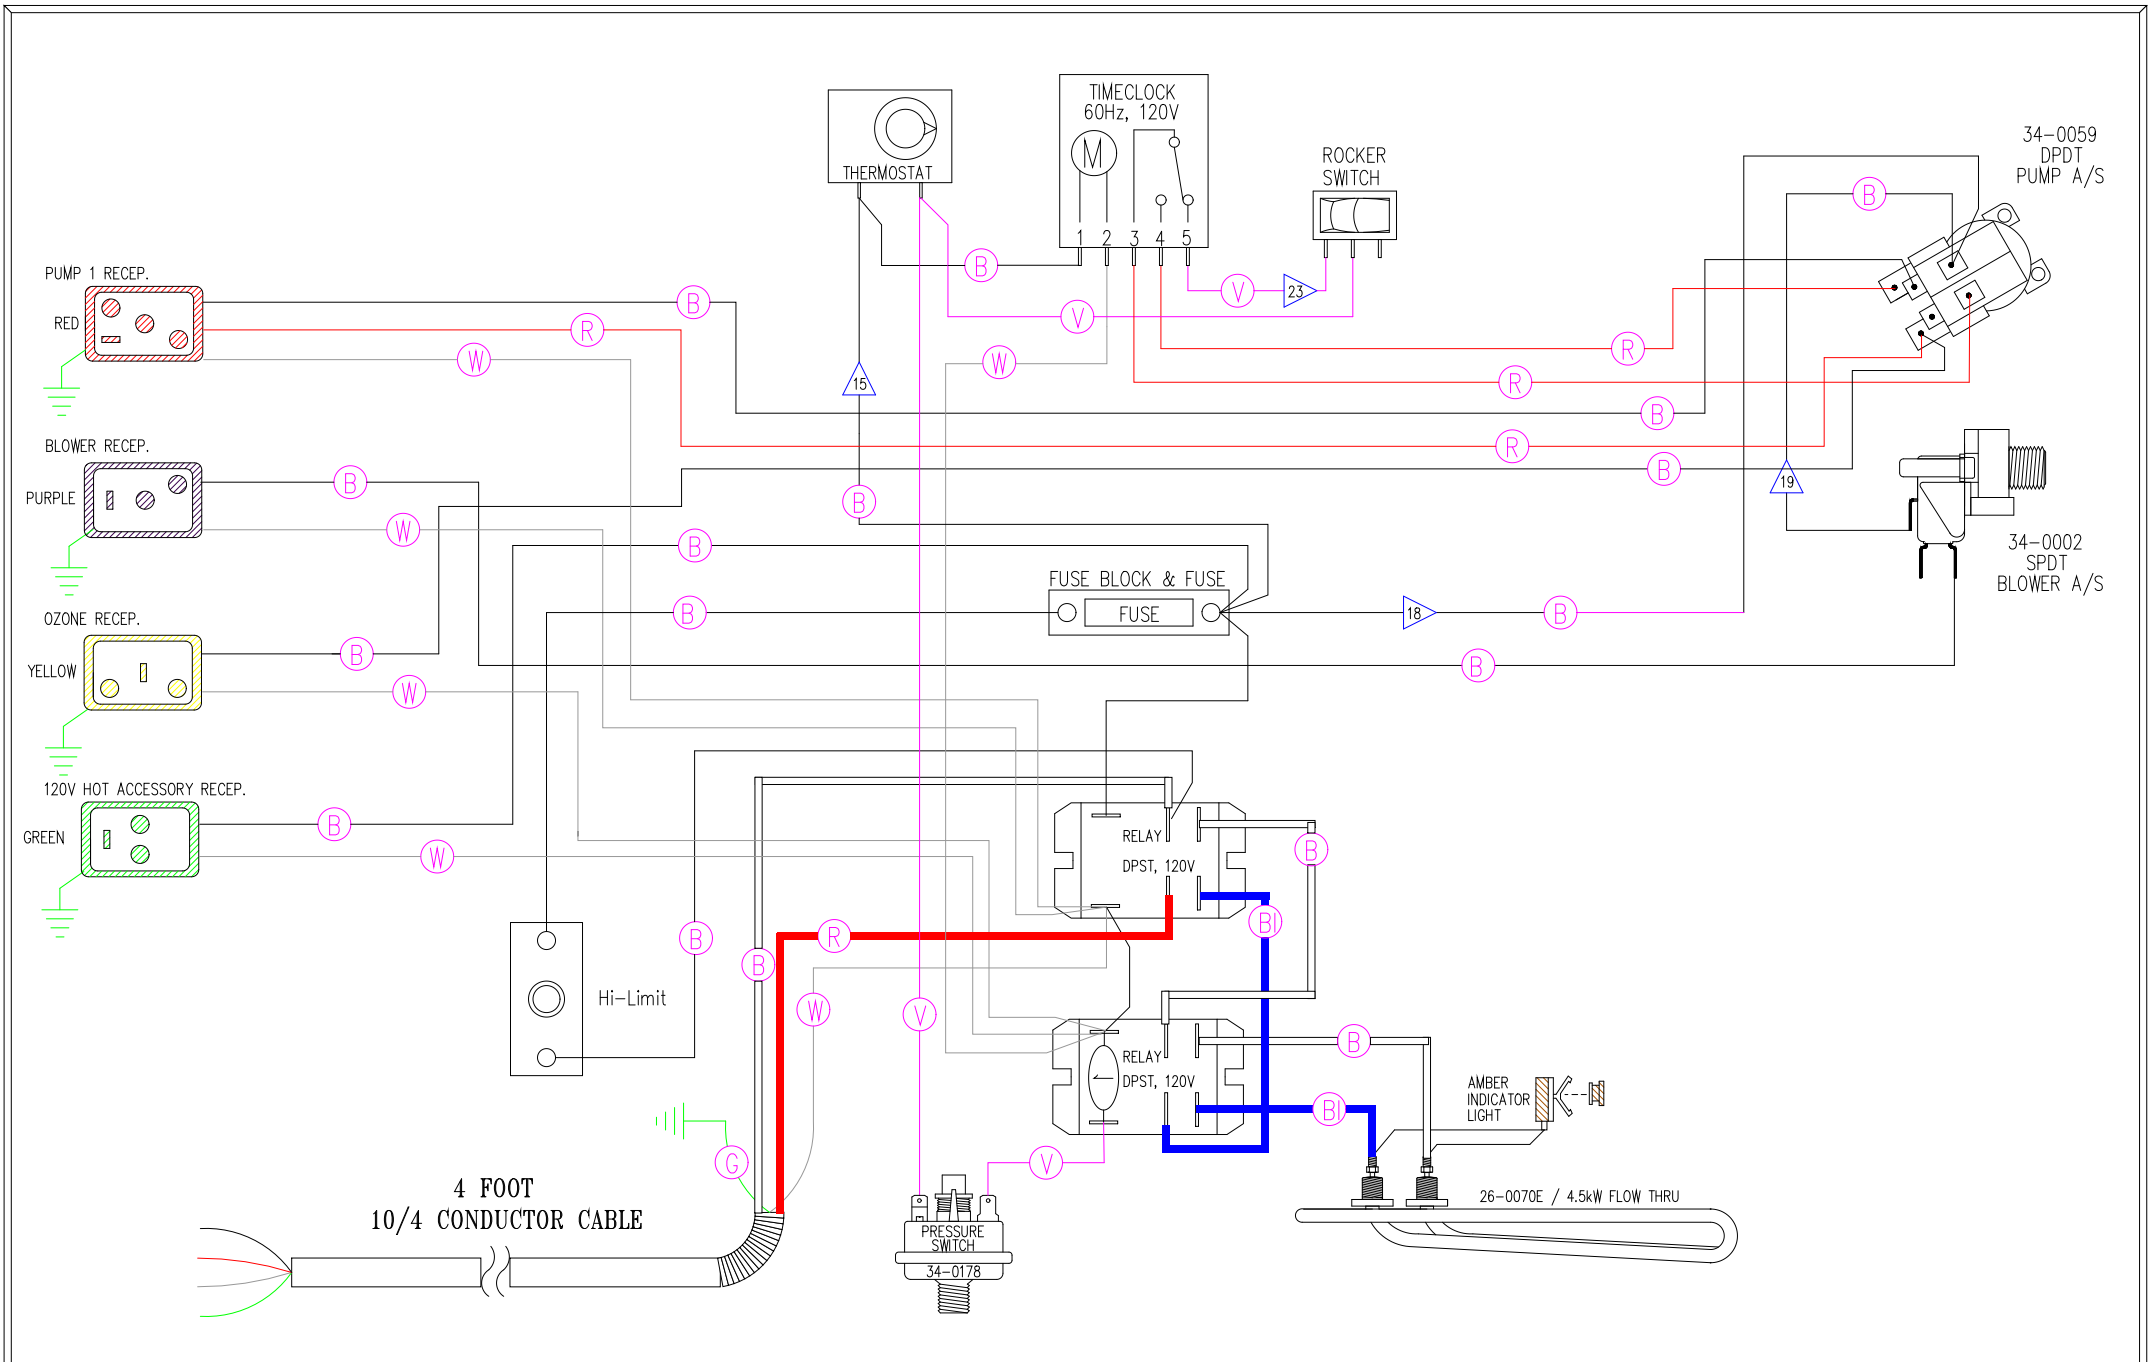 TIMECLOCK
60Hz, 120V
M
1 2 3 4 5
THERMOSTAT
ROCKER
SWITCH
34-0059
DPDT
PUMP A/S
B
B
V
23
V
W
15
R
R
B
R
B
19
PUMP 1 RECEP.
RED
B
R
W
BLOWER RECEP.
PURPLE
B
W
B
B
34-0002
SPDT
BLOWER A/S
FUSE BLOCK & FUSE
FUSE
B
18
B
OZONE RECEP.
YELLOW
B
W
B
120V HOT ACCESSORY RECEP.
GREEN
B
W
RELAY
DPST, 120V
B
BI
R
B
B
Hi-Limit
W
V
RELAY
DPST, 120V
B
BI
AMBER
INDICATOR
LIGHT
G
V
4 FOOT
10/4 CONDUCTOR CABLE
PRESSURE
SWITCH
34-0178
26-0070E / 4.5kW FLOW THRU